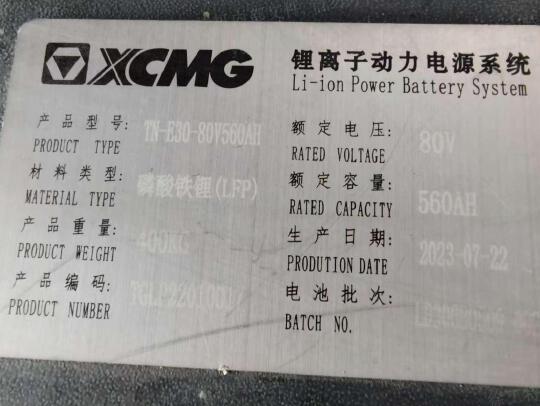 XCMG
锂离子动力电源系统
Li-ion Power Battery System
产品型号: TN-E30-80V560AH
PRODUCT TYPE
材料类型: 磷酸铁锂(LFP)
MATERIAL TYPE
产品重量: 400KG
PRODUCT WEIGHT
产品编码:
PRODUCT NUMBER
额定电压: 80V
RATED VOLTAGE
额定容量: 560AH
RATED CAPACITY
生产日期: 2023-07-22
PRODUTION DATE
电池批次:
BATCH NO.